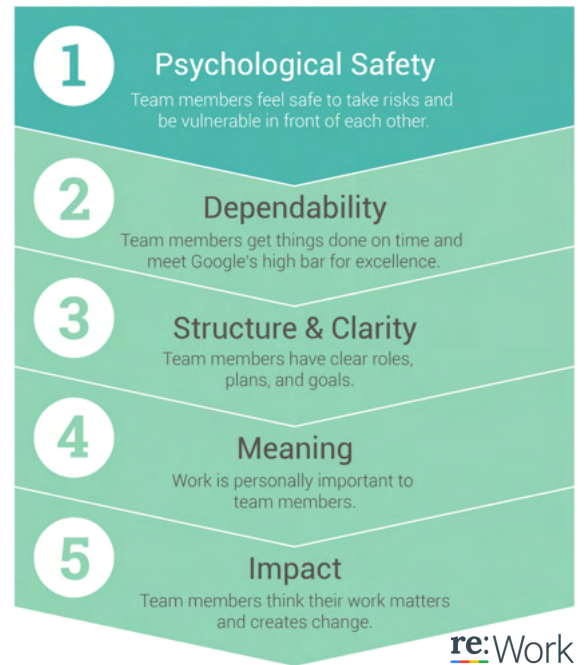 1
Psychological Safety
Team members feel safe to take risks and
be vulnerable in front of each other.
2
Dependability
Team members get things done on time and
meet Google's high bar for excellence.
3
Structure & Clarity
Team members have clear roles,
plans, and goals.
4
Meaning
Work is personally important to
team members.
5
Impact
Team members think their work matters
and creates change.
re:Work